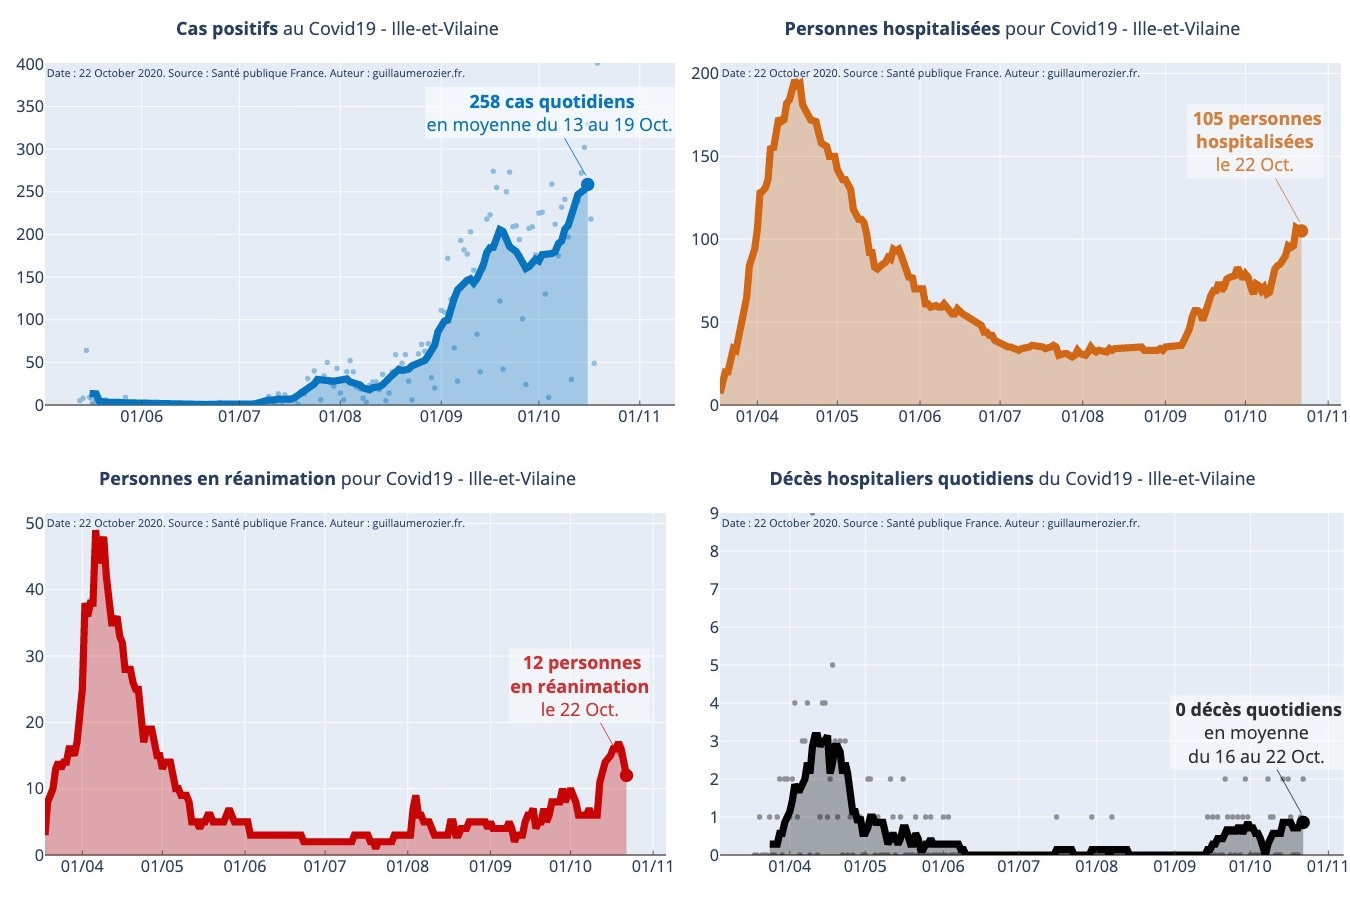 Cas positifs au Covid19 - Ille-et-Vilaine
400
Date : 22 October 2020. Source : Santé publique France. Auteur : guillaumerozier.fr.
258 cas quotidiens
en moyenne du 13 au 19 Oct.
350
300
250
200
150
100
50
0
01/06 01/07 01/08 01/09 01/10 01/11
Personnes hospitalisées pour Covid19 - Ille-et-Vilaine
200
Date : 22 October 2020. Source : Santé publique France. Auteur : guillaumerozier.fr.
105 personnes
hospitalisées
le 22 Oct.
150
100
50
0
01/04 01/05 01/06 01/07 01/08 01/09 01/10 01/11
Personnes en réanimation pour Covid19 - Ille-et-Vilaine
50
Date : 22 October 2020. Source : Santé publique France. Auteur : guillaumerozier.fr.
40
30
12 personnes
en réanimation
le 22 Oct.
20
10
0
01/04 01/05 01/06 01/07 01/08 01/09 01/10 01/11
Décès hospitaliers quotidiens du Covid19 - Ille-et-Vilaine
9
Date : 22 October 2020. Source : Santé publique France. Auteur : guillaumerozier.fr.
8
7
6
5
4
0 décès quotidiens
en moyenne
du 16 au 22 Oct.
3
2
1
0
01/04 01/05 01/06 01/07 01/08 01/09 01/10 01/11